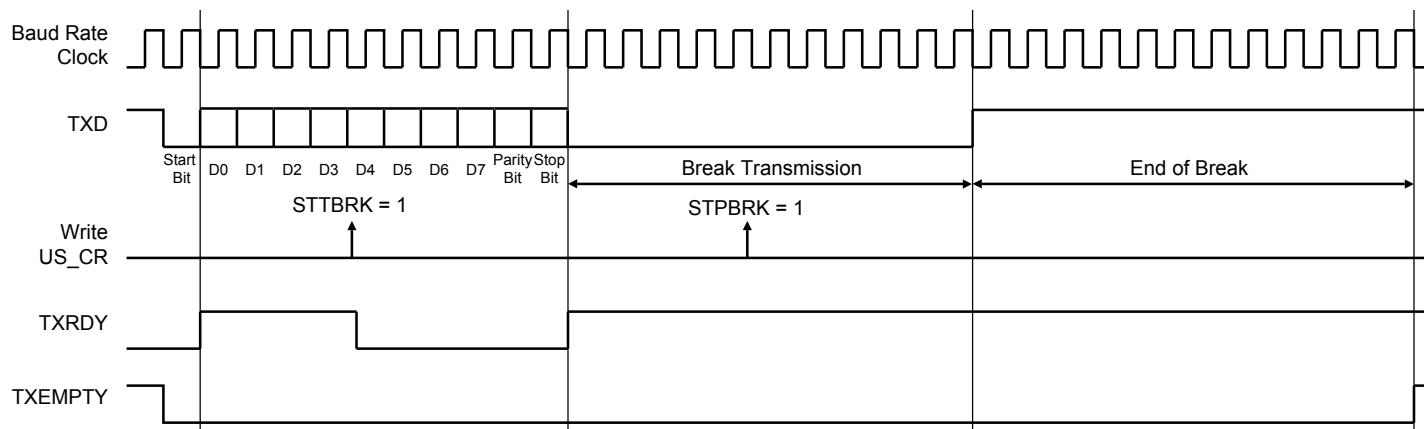 Baud Rate
Clock
TXD
Start
Bit
D0 D1 D2 D3 D4 D5 D6 D7
Parity
Bit
Stop
Bit
Break Transmission
End of Break
STTBRK = 1
STPBRK = 1
Write
US_CR
TXRDY
TXEMPTY